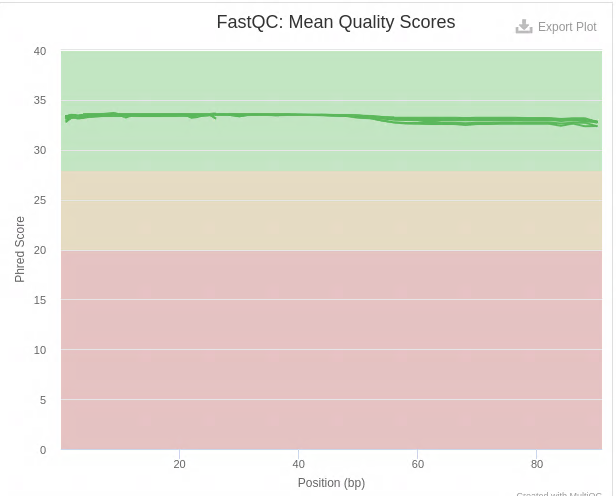 FastQC: Mean Quality Scores
Export Plot
40
35
30
25
20
15
10
5
0
Phred Score
20 40 60 80
Position (bp)
Created with MultiQC